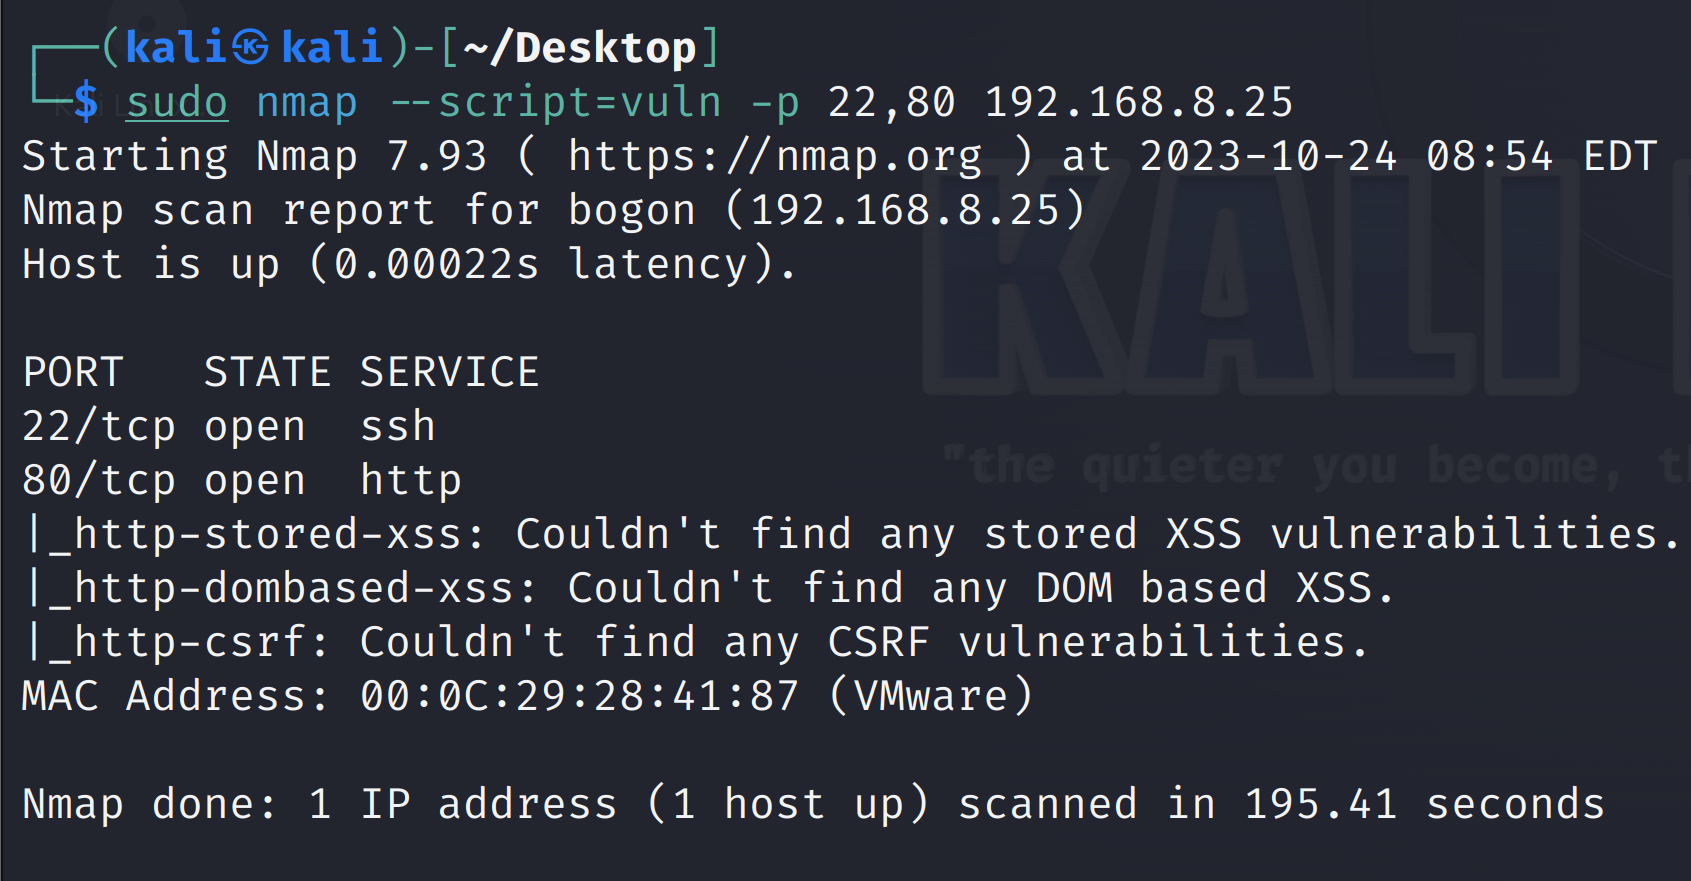 ┌──(kali㉿kali)-[~/Desktop]
└─$ sudo nmap --script=vuln -p 22,80 192.168.8.25
Starting Nmap 7.93 ( https://nmap.org ) at 2023-10-24 08:54 EDT
Nmap scan report for bogon (192.168.8.25)
Host is up (0.00022s latency).
PORT   STATE SERVICE
22/tcp open  ssh
80/tcp open  http
|_http-stored-xss: Couldn't find any stored XSS vulnerabilities.
|_http-dombased-xss: Couldn't find any DOM based XSS.
|_http-csrf: Couldn't find any CSRF vulnerabilities.
MAC Address: 00:0C:29:28:41:87 (VMware)
Nmap done: 1 IP address (1 host up) scanned in 195.41 seconds
KALI
"the quieter you become,